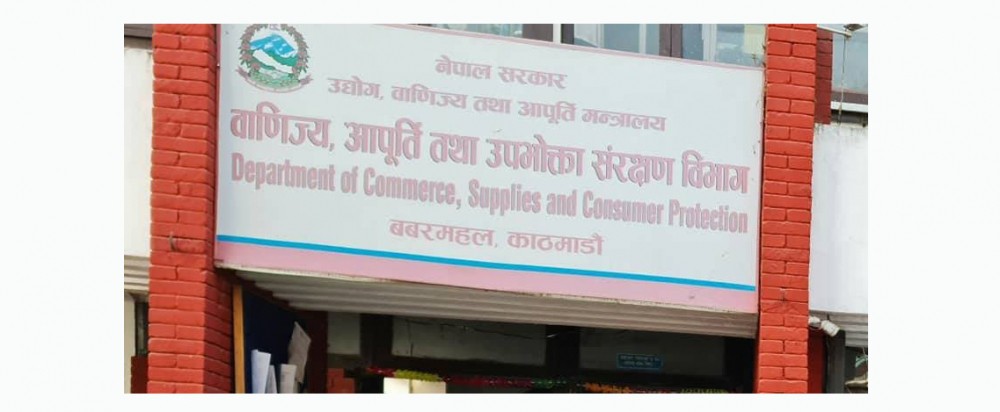 नेपाल सरकार
उद्योग, वाणिज्य तथा आपूर्ति मन्त्रालय
वाणिज्य, आपूर्ति तथा उपभोक्ता संरक्षण विभाग
Department of Commerce, Supplies and Consumer Protection
बबरमहल, काठमाडौं